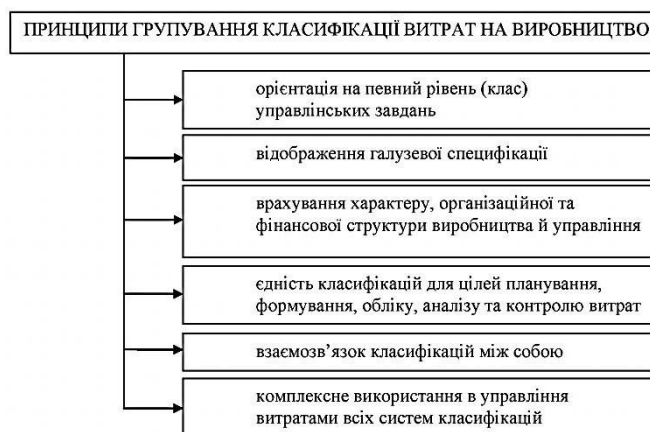 ПРИНЦИПИ ГРУПУВАННЯ КЛАСИФІКАЦІЇ ВИТРАТ НА ВИРОБНИЦТВО
орієнтація на певний рівень (клас)
управлінських завдань
відображення галузевої специфікації
врахування характеру, організаційної та
фінансової структури виробництва й управління
єдність класифікацій для цілей планування,
формування, обліку, аналізу та контролю витрат
взаємозв’язок класифікацій між собою
комплексне використання в управління
витратами всіх систем класифікацій